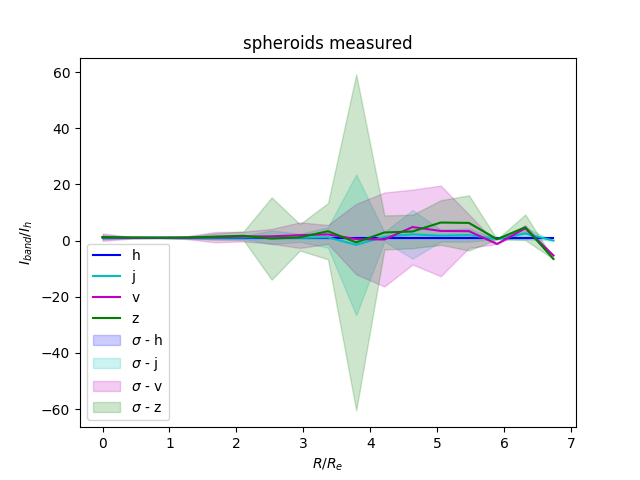 spheroids measured
60
40
20
0
−20
−40
−60
I_band/I_h
h
j
v
z
σ - h
σ - j
σ - v
σ - z
0 1 2 3 4 5 6 7
R/R_e